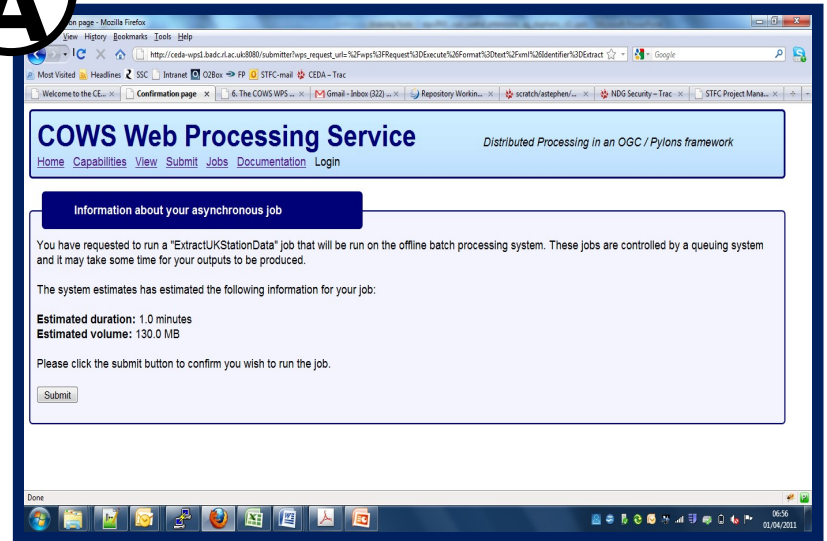 A
on page - Mozilla Firefox
View History Bookmarks Tools Help
http://ceda-wps1.badc.rl.ac.uk:8080/submitter?wps_request_url=%2Fwps%3FRequest%3DExecute%26Format%3Dtext%2Fxml%26Identifier%3DExtract
Google
Most Visited Headlines SSC Intranet O2Box FP STFC-mail CEDA – Trac
Welcome to the CE... Confirmation page 6. The COWS WPS ... Gmail - Inbox (322) ... Repository Workin... scratch/astephen/... NDG Security – Trac STFC Project Mana...
COWS Web Processing Service
Distributed Processing in an OGC / Pylons framework
Home Capabilities View Submit Jobs Documentation Login
Information about your asynchronous job
You have requested to run a "ExtractUKStationData" job that will be run on the offline batch processing system. These jobs are controlled by a queuing system
and it may take some time for your outputs to be produced.
The system estimates has estimated the following information for your job:
Estimated duration: 1.0 minutes
Estimated volume: 130.0 MB
Please click the submit button to confirm you wish to run the job.
Submit
Done
06:56
01/04/2011